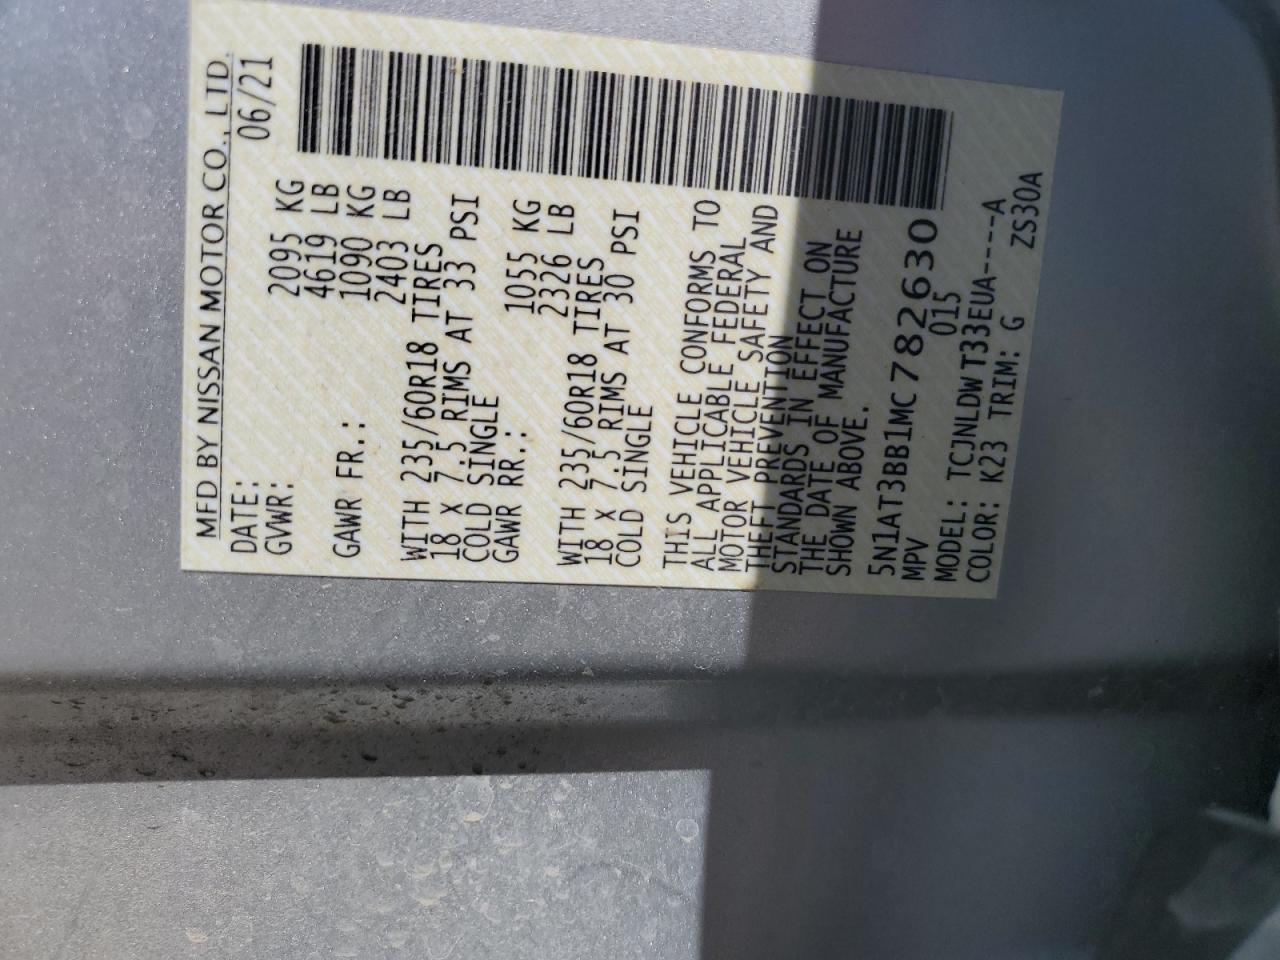 MFD BY NISSAN MOTOR CO., LTD.
DATE: 06/21
GVWR: 2095 KG
4619 LB
GAWR FR.: 1090 KG
2403 LB
WITH 235/60R18 TIRES
18 x 7.5 RIMS AT 33 PSI
COLD SINGLE
GAWR RR.: 1055 KG
2326 LB
WITH 235/60R18 TIRES
18 x 7.5 RIMS AT 30 PSI
COLD SINGLE
THIS VEHICLE CONFORMS TO
ALL APPLICABLE FEDERAL
MOTOR VEHICLE SAFETY AND
THEFT PREVENTION
STANDARDS IN EFFECT ON
THE DATE OF MANUFACTURE
SHOWN ABOVE.
5N1AT3BB1MC782630
MPV 015
MODEL: TCJNLDWT33EUA-----A
COLOR: K23 TRIM: G ZS30A